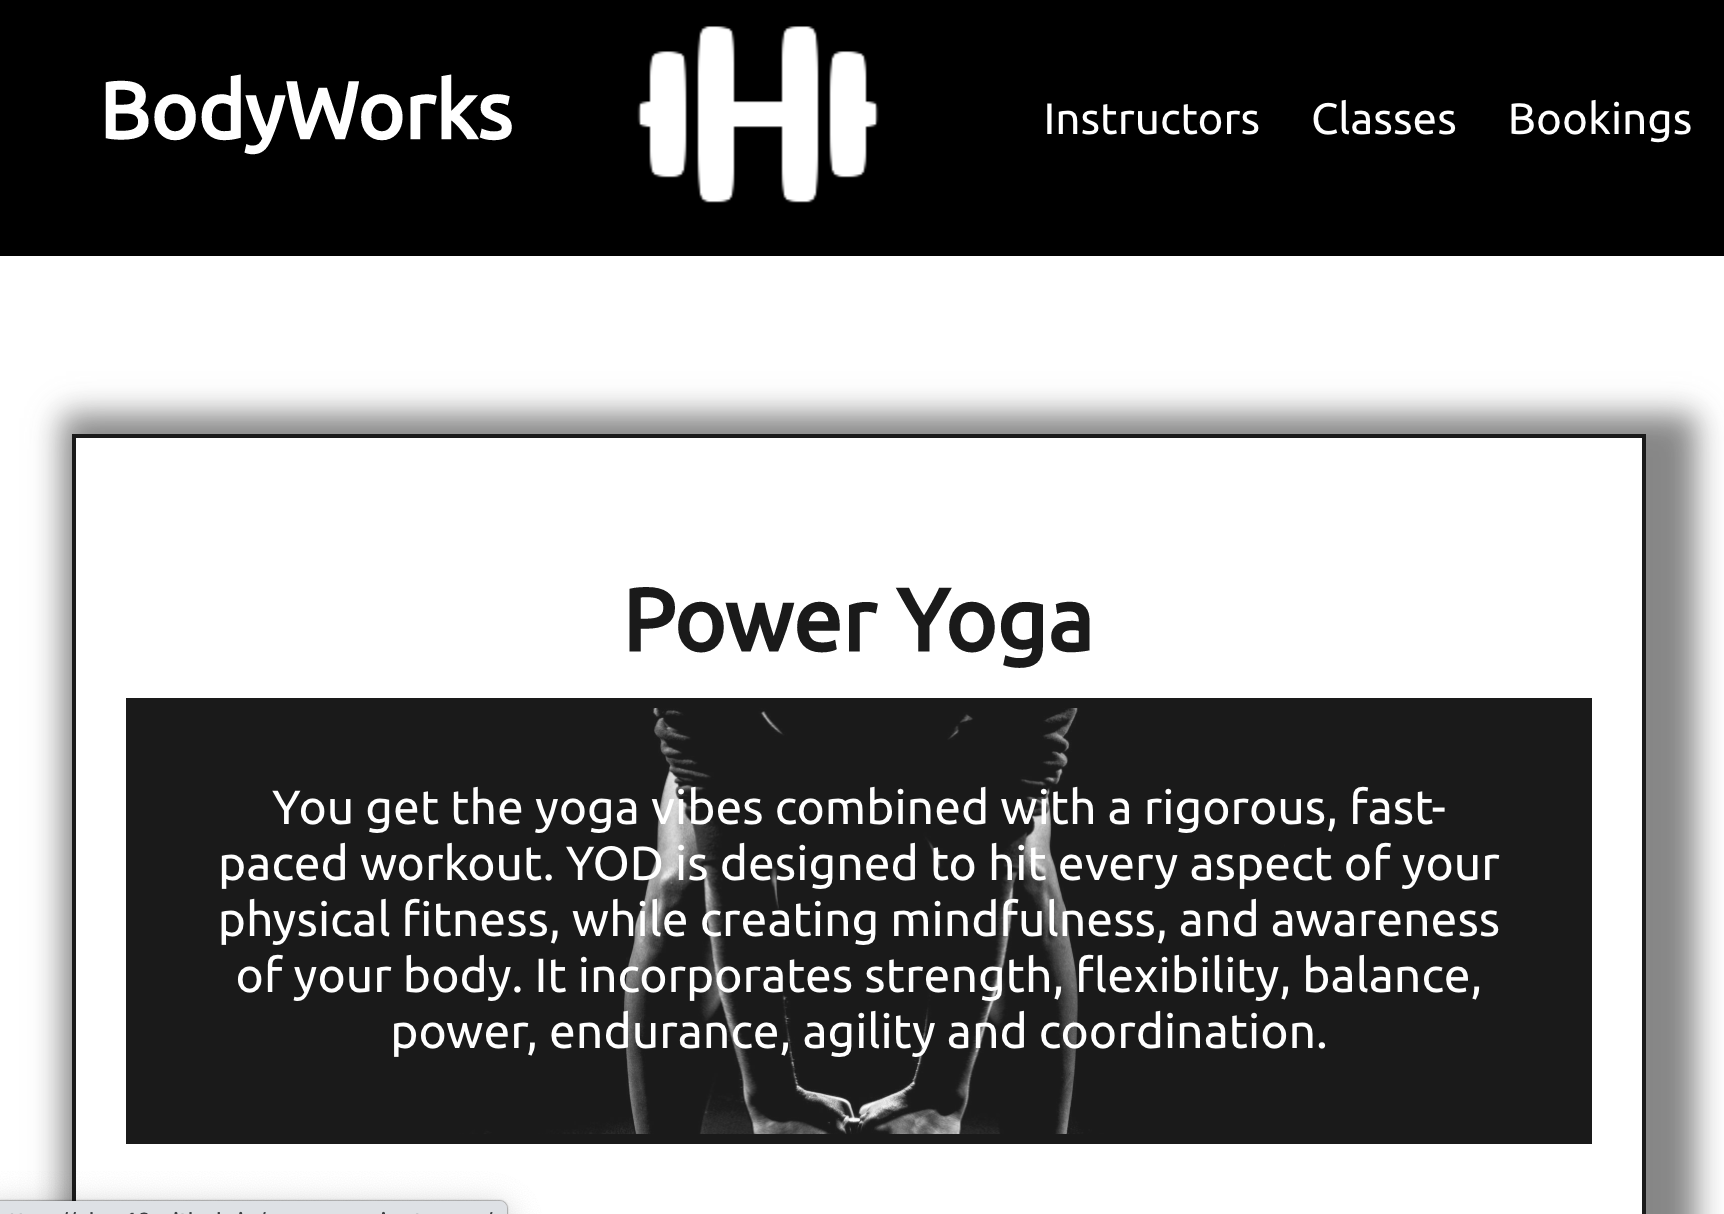 BodyWorks
Instructors Classes Bookings
Power Yoga
You get the yoga vibes combined with a rigorous, fast-
paced workout. YOD is designed to hit every aspect of your
physical fitness, while creating mindfulness, and awareness
of your body. It incorporates strength, flexibility, balance,
power, endurance, agility and coordination.